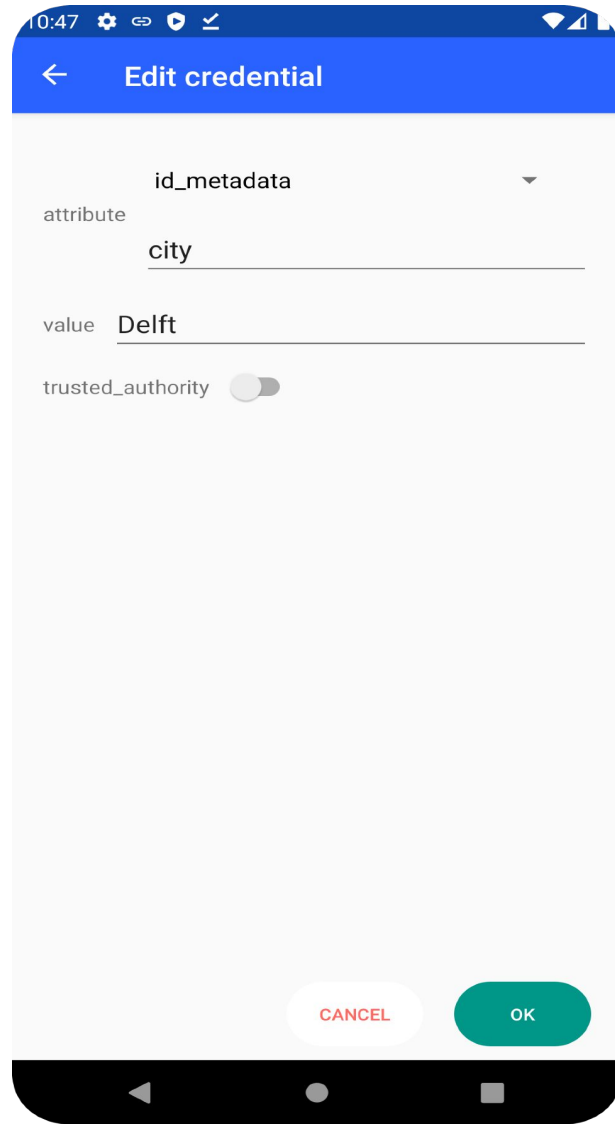 10:47
Edit credential
id_metadata
attribute
city
value Delft
trusted_authority
CANCEL OK